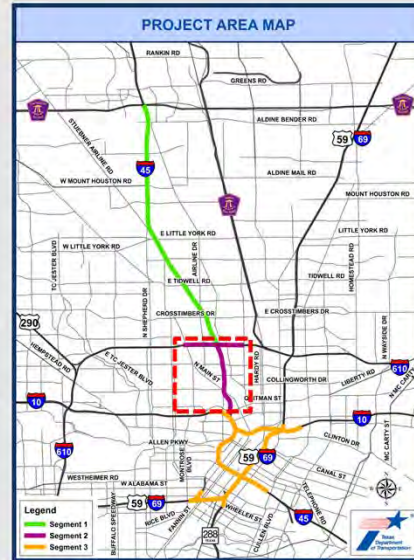 PROJECT AREA MAP
RANKIN RD
GREENS RD
STUEBNER AIRLINE RD
ALDINE BENDER RD
59
69
45
W MOUNT HOUSTON RD
ALDINE MAIL RD
MOUNT HOUSTON RD
E LITTLE YORK RD
LITTLE YORK RD
W LITTLE YORK RD
TC JESTER BLVD
N SHEPHERD DR
AIRLINE DR
HOMESTEAD RD
E TIDWELL RD
TIDWELL RD
CROSSTIMBERS DR
E CROSSTIMBERS DR
290
N WAYSIDE DR
HEMPSTEAD RD
E TC JESTER BLVD
N MAIN ST
HARDY RD
610
COLLINGWORTH DR
LIBERTY RD
N MC CARTY
QUITMAN ST
10
10
ALLEN PKWY
CLINTON DR
610
MONTROSE BLVD
59
69
MC CARTY ST
WESTHEIMER RD
W ALABAMA ST
CANAL ST
Legend
Segment 1
Segment 2
Segment 3
BUFFALO SPEEDWAY
59
69
RICE BLVD
FANNIN ST
WHEELER ST
TELEPHONE RD
45
288
CULLEN BLVD
Texas
Department
of Transportation